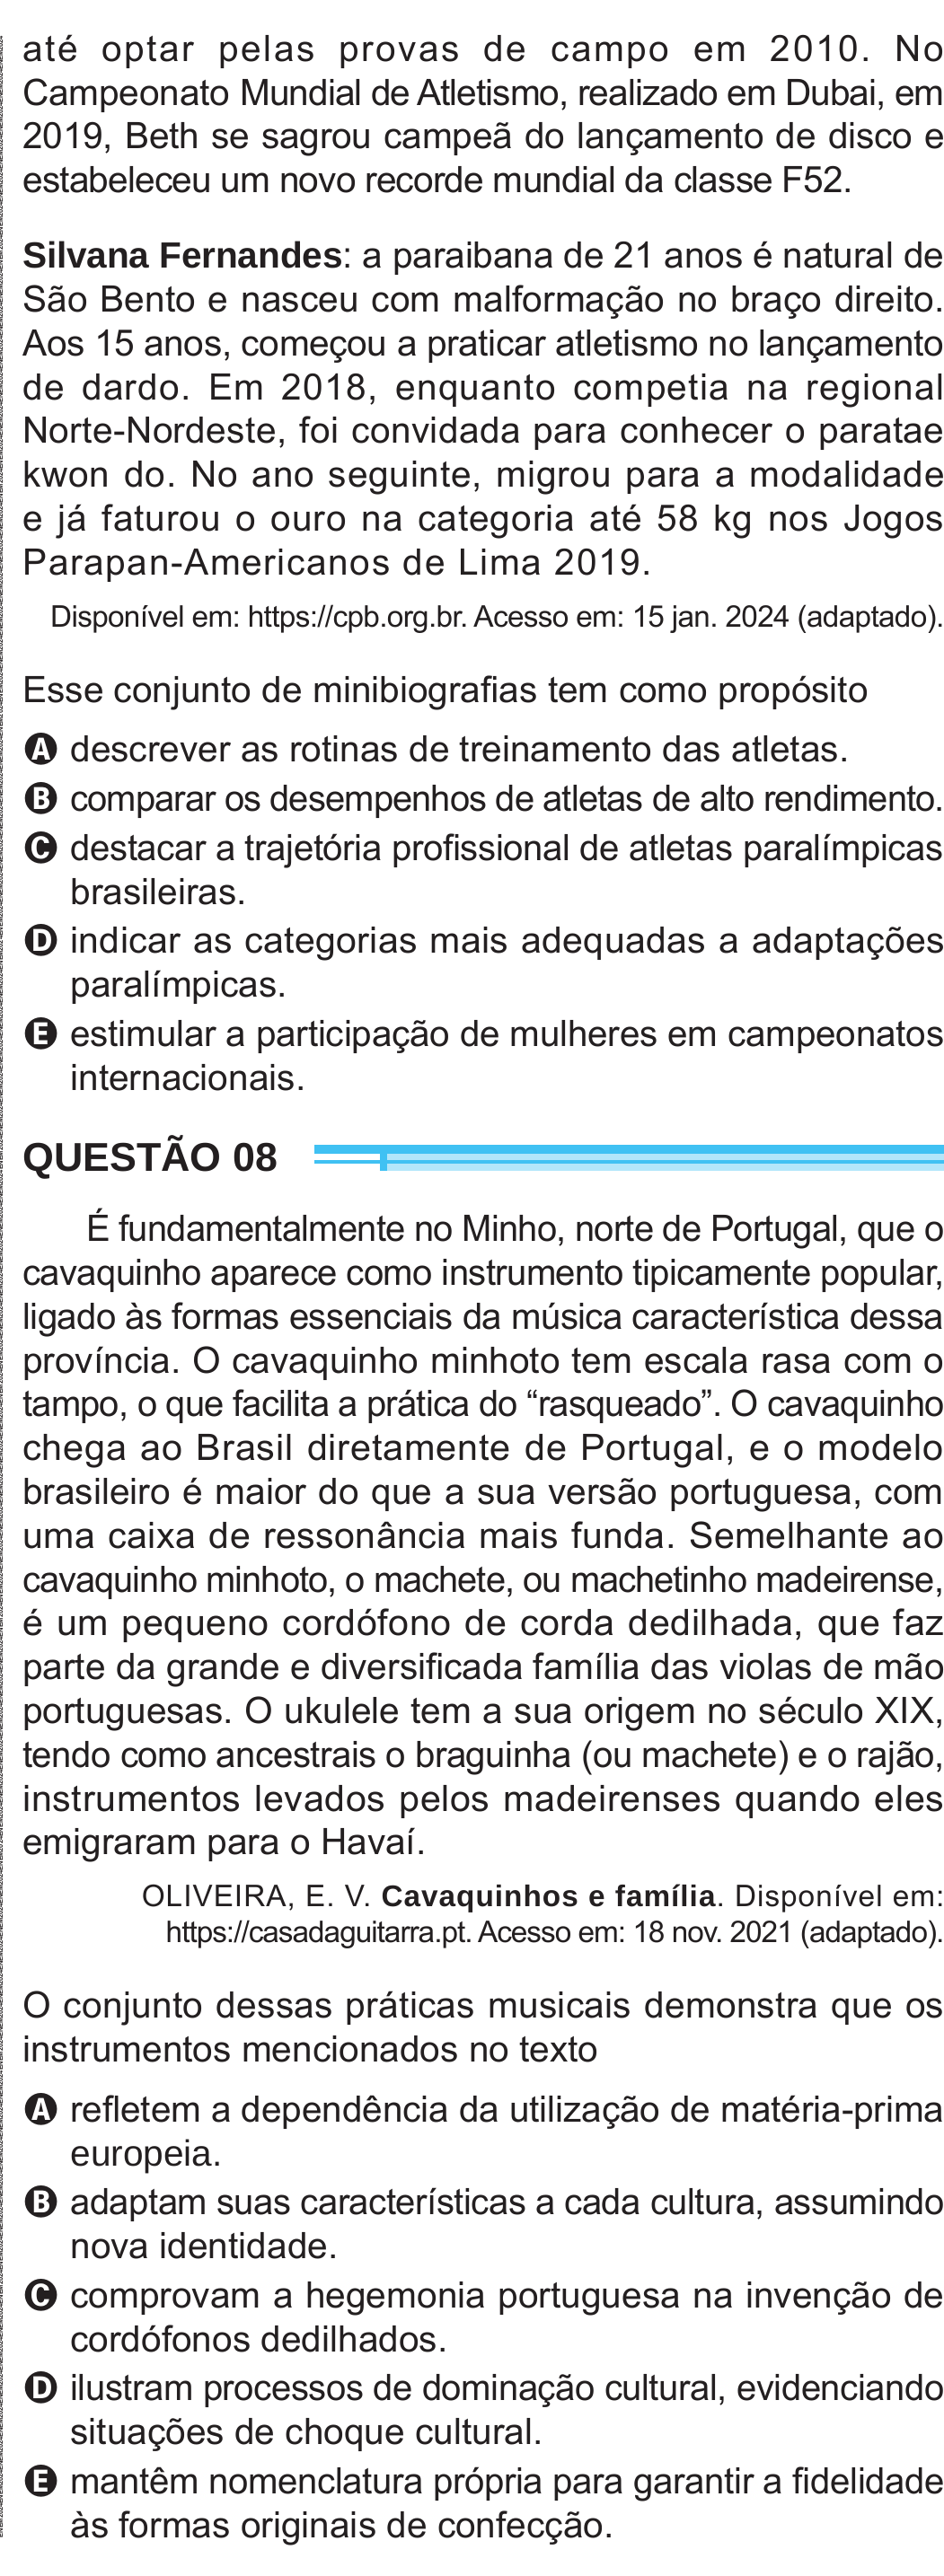 até optar pelas provas de campo em 2010. No
Campeonato Mundial de Atletismo, realizado em Dubai, em
2019, Beth se sagrou campeã do lançamento de disco e
estabeleceu um novo recorde mundial da classe F52.
Silvana Fernandes: a paraibana de 21 anos é natural de
São Bento e nasceu com malformação no braço direito.
Aos 15 anos, começou a praticar atletismo no lançamento
de dardo. Em 2018, enquanto competia na regional
Norte-Nordeste, foi convidada para conhecer o paratae
kwon do. No ano seguinte, migrou para a modalidade
e já faturou o ouro na categoria até 58 kg nos Jogos
Parapan-Americanos de Lima 2019.
Disponível em: https://cpb.org.br. Acesso em: 15 jan. 2024 (adaptado).
Esse conjunto de minibiografias tem como propósito
A descrever as rotinas de treinamento das atletas.
B comparar os desempenhos de atletas de alto rendimento.
C destacar a trajetória profissional de atletas paralímpicas
brasileiras.
D indicar as categorias mais adequadas a adaptações
paralímpicas.
E estimular a participação de mulheres em campeonatos
internacionais.
QUESTÃO 08
É fundamentalmente no Minho, norte de Portugal, que o
cavaquinho aparece como instrumento tipicamente popular,
ligado às formas essenciais da música característica dessa
província. O cavaquinho minhoto tem escala rasa com o
tampo, o que facilita a prática do “rasqueado”. O cavaquinho
chega ao Brasil diretamente de Portugal, e o modelo
brasileiro é maior do que a sua versão portuguesa, com
uma caixa de ressonância mais funda. Semelhante ao
cavaquinho minhoto, o machete, ou machetinho madeirense,
é um pequeno cordófono de corda dedilhada, que faz
parte da grande e diversificada família das violas de mão
portuguesas. O ukulele tem a sua origem no século XIX,
tendo como ancestrais o braguinha (ou machete) e o rajão,
instrumentos levados pelos madeirenses quando eles
emigraram para o Havaí.
OLIVEIRA, E. V. Cavaquinhos e família. Disponível em:
https://casadaguitarra.pt. Acesso em: 18 nov. 2021 (adaptado).
O conjunto dessas práticas musicais demonstra que os
instrumentos mencionados no texto
A refletem a dependência da utilização de matéria-prima
europeia.
B adaptam suas características a cada cultura, assumindo
nova identidade.
C comprovam a hegemonia portuguesa na invenção de
cordófonos dedilhados.
D ilustram processos de dominação cultural, evidenciando
situações de choque cultural.
E mantêm nomenclatura própria para garantir a fidelidade
às formas originais de confecção.